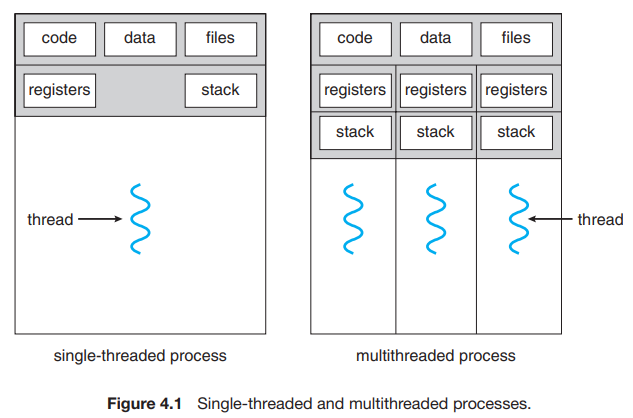 code data files
registers stack
thread
single-threaded process
code data files
registers registers registers
stack stack stack
thread
multithreaded process
Figure 4.1 Single-threaded and multithreaded processes.